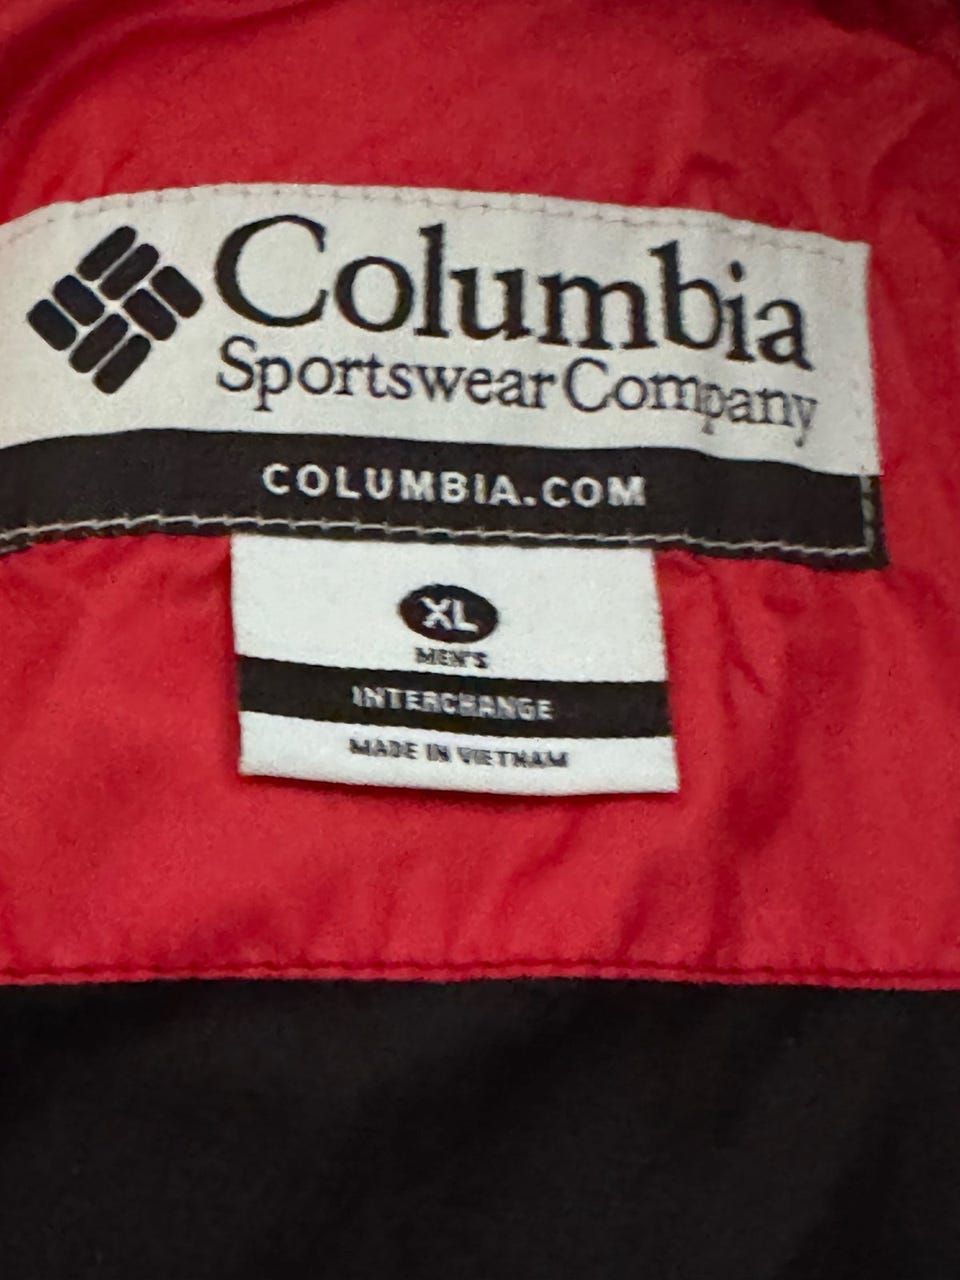 Columbia
Sportswear Company
COLUMBIA.COM
XL
MEN'S
INTERCHANGE
MADE IN VIETNAM